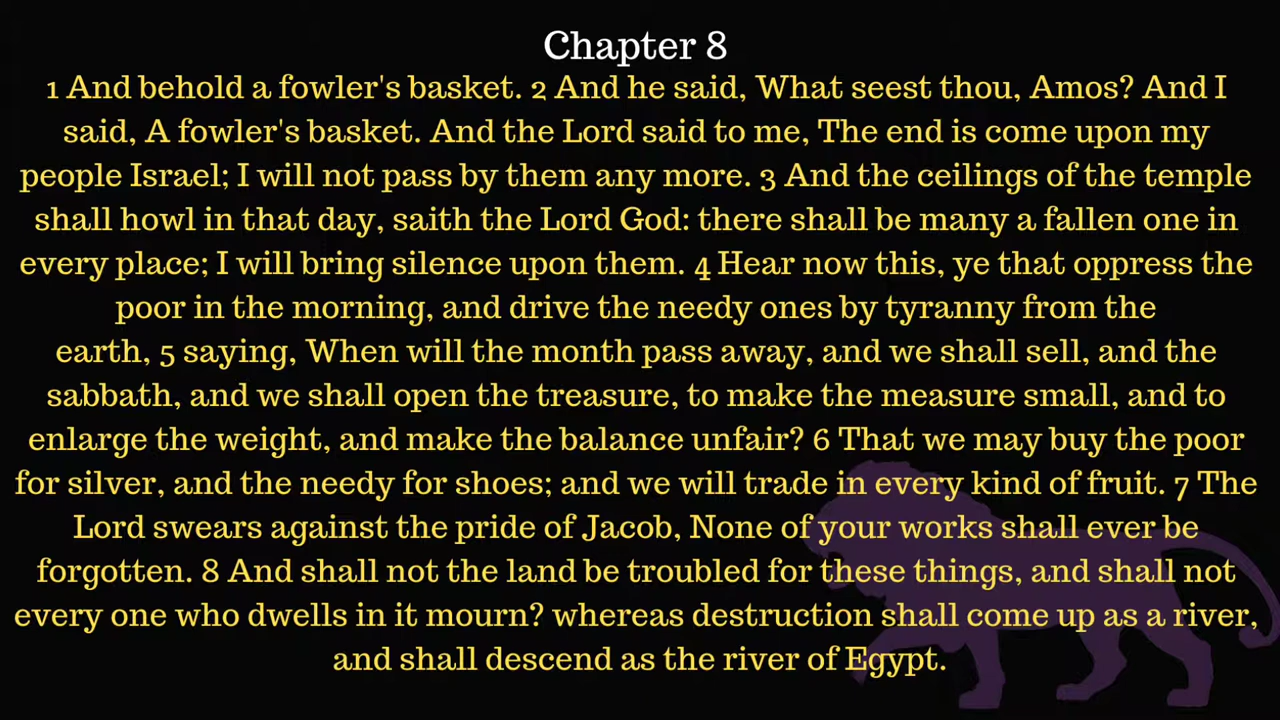 Chapter 8
1 And behold a fowler's basket. 2 And he said, What seest thou, Amos? And I
said, A fowler's basket. And the Lord said to me, The end is come upon my
people Israel; I will not pass by them any more. 3 And the ceilings of the temple
shall howl in that day, saith the Lord God: there shall be many a fallen one in
every place; I will bring silence upon them. 4 Hear now this, ye that oppress the
poor in the morning, and drive the needy ones by tyranny from the
earth, 5 saying, When will the month pass away, and we shall sell, and the
sabbath, and we shall open the treasure, to make the measure small, and to
enlarge the weight, and make the balance unfair? 6 That we may buy the poor
for silver, and the needy for shoes; and we will trade in every kind of fruit. 7 The
Lord swears against the pride of Jacob, None of your works shall ever be
forgotten. 8 And shall not the land be troubled for these things, and shall not
every one who dwells in it mourn? whereas destruction shall come up as a river,
and shall descend as the river of Egypt.